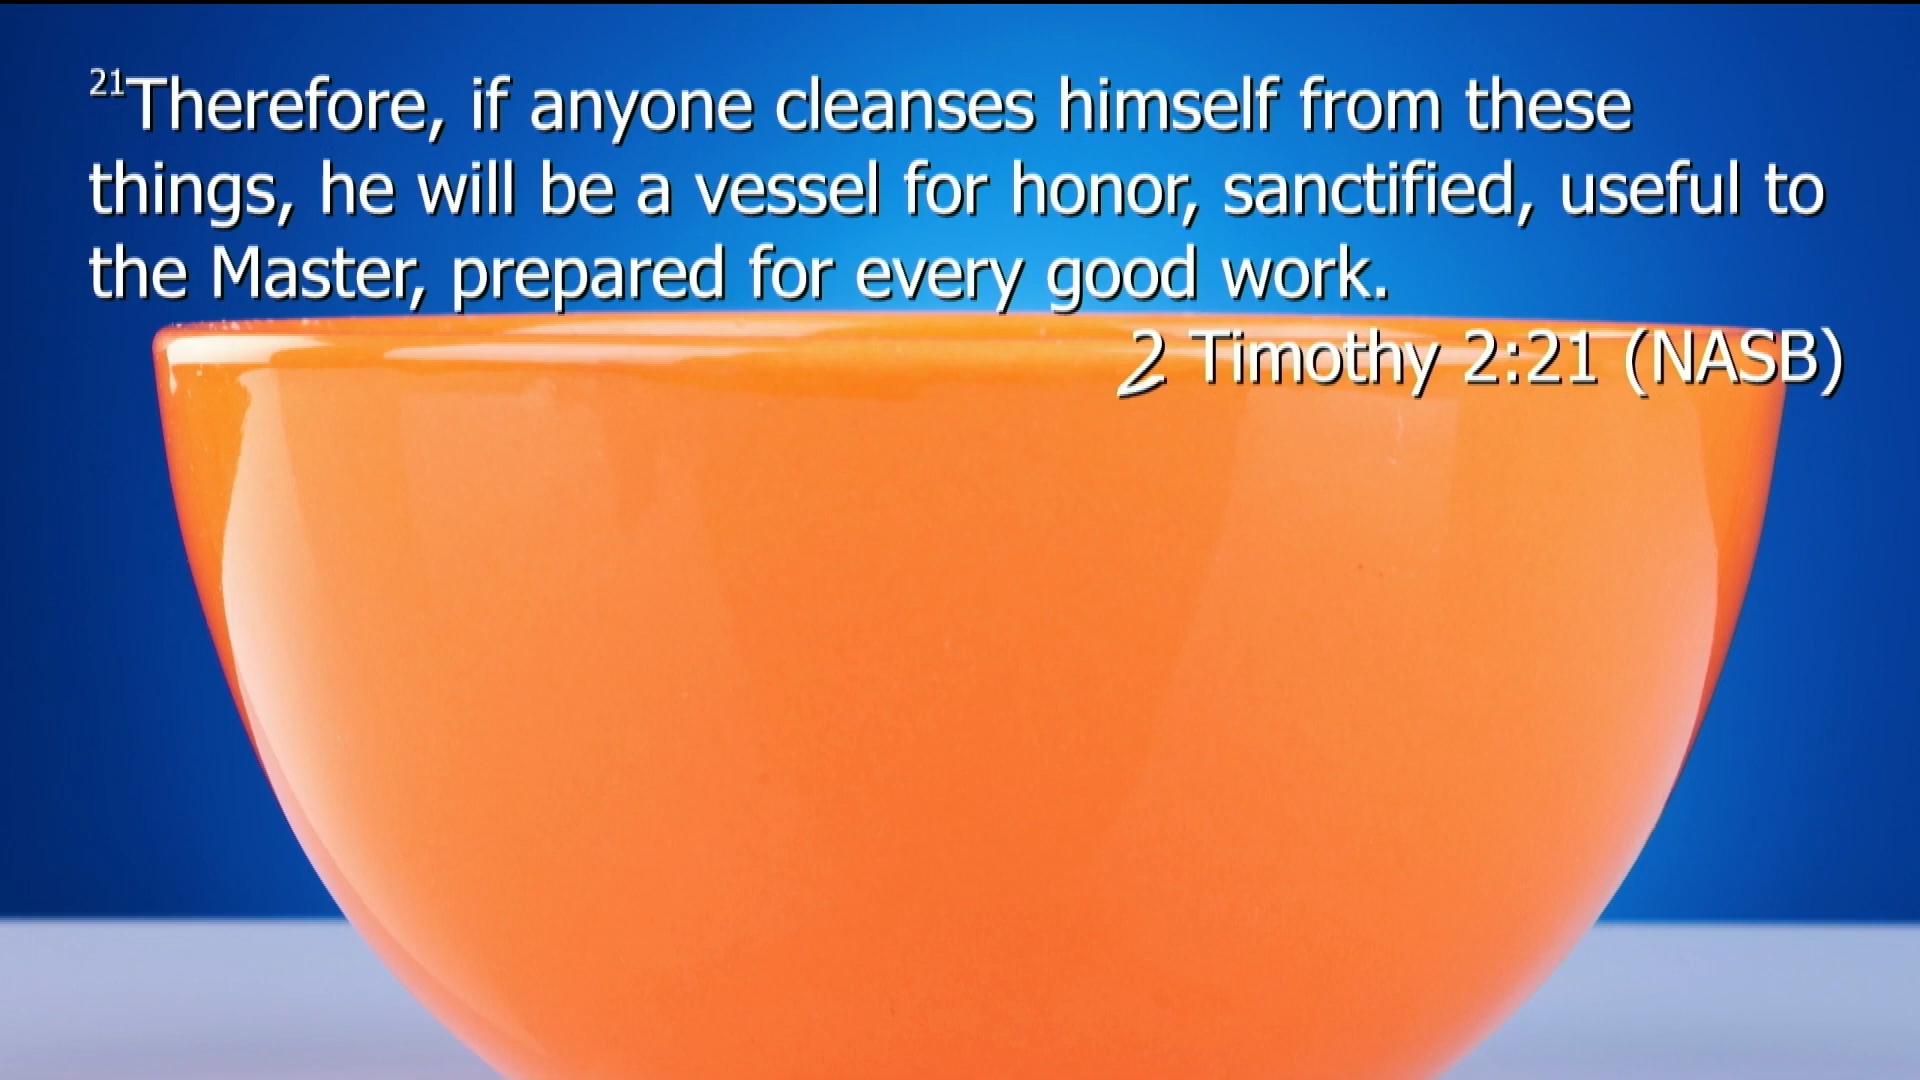 21Therefore, if anyone cleanses himself from these
things, he will be a vessel for honor, sanctified, useful to
the Master, prepared for every good work.
2 Timothy 2:21 (NASB)